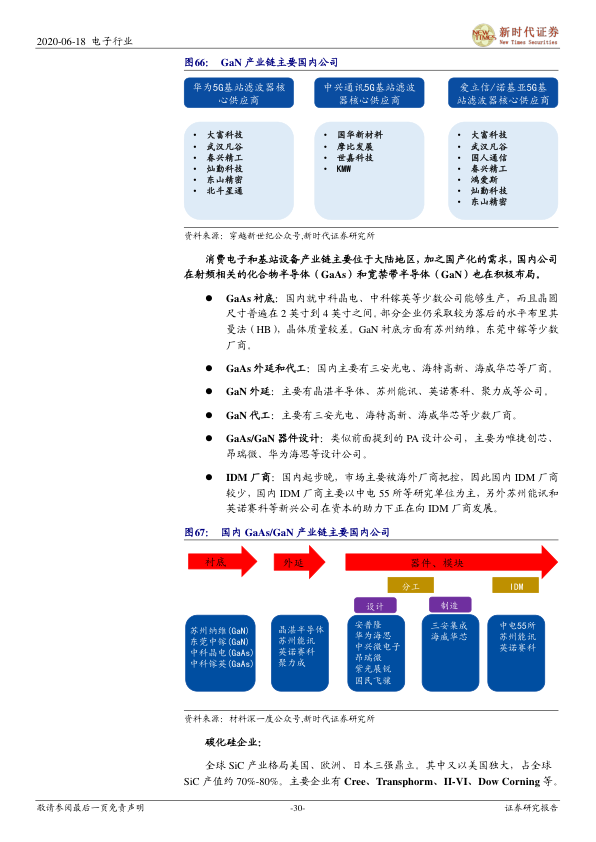 2020-06-18 电子行业
新时代证券
New Times Securities
NEW
TIMES
图66： GaN 产业链主要国内公司
华为5G基站滤波器核
心供应商
中兴通讯5G基站滤波
器核心供应商
爱立信/诺基亚5G基
站滤波器核心供应商
• 大富科技
• 武汉凡谷
• 春兴精工
• 灿勤科技
• 东山精密
• 北斗星通
• 国华新材料
• 摩比发展
• 世嘉科技
• KMW
• 大富科技
• 武汉凡谷
• 国人通信
• 春兴精工
• 鸿爱斯
• 灿勤科技
• 东山精密
资料来源：穿越新世纪公众号,新时代证券研究所
消费电子和基站设备产业链主要位于大陆地区，加之国产化的需求，国内公司
在射频相关的化合物半导体（GaAs）和宽禁带半导体（GaN）也在积极布局。
● GaAs 衬底：国内就中科晶电、中科镓英等少数公司能够生产，而且晶圆
尺寸普遍在 2 英寸到 4 英寸之间。部分企业仍采取较为落后的水平布里其
曼法（HB），晶体质量较差。GaN 衬底方面有苏州纳维、东莞中镓等少数
厂商。
● GaAs 外延和代工：国内主要有三安光电、海特高新、海威华芯等厂商。
● GaN 外延：主要有晶湛半导体、苏州能讯、英诺赛科、聚力成等公司。
● GaN 代工：主要有三安光电、海特高新、海威华芯等少数厂商。
● GaAs/GaN 器件设计：类似前面提到的 PA 设计公司，主要为唯捷创芯、
昂瑞微、华为海思等设计公司。
● IDM 厂商：国内起步晚，市场主要被海外厂商把控，因此国内 IDM 厂商
较少，国内 IDM 厂商主要以中电 55 所等研究单位为主，另外苏州能讯和
英诺赛科等新兴公司在资本的助力下正在向 IDM 厂商发展。
图67： 国内 GaAs/GaN 产业链主要国内公司
衬底
外延
器件、模块
分工
IDM
设计
制造
苏州纳维(GaN)
东莞中镓(GaN)
中科晶电(GaAs)
中科镓英(GaAs)
晶湛半导体
苏州能讯
英诺赛科
聚力成
安普隆
华为海思
中兴微电子
昂瑞微
紫光展锐
国民飞骧
三安集成
海威华芯
中电55所
苏州能讯
英诺赛科
资料来源：材料深一度公众号,新时代证券研究所
碳化硅企业：
全球 SiC 产业格局美国、欧洲、日本三强鼎立。其中又以美国独大，占全球
SiC 产值约 70%-80%。主要企业有 Cree、Transphorm、II-VI、Dow Corning 等。
敬请参阅最后一页免责声明
-30-
证券研究报告